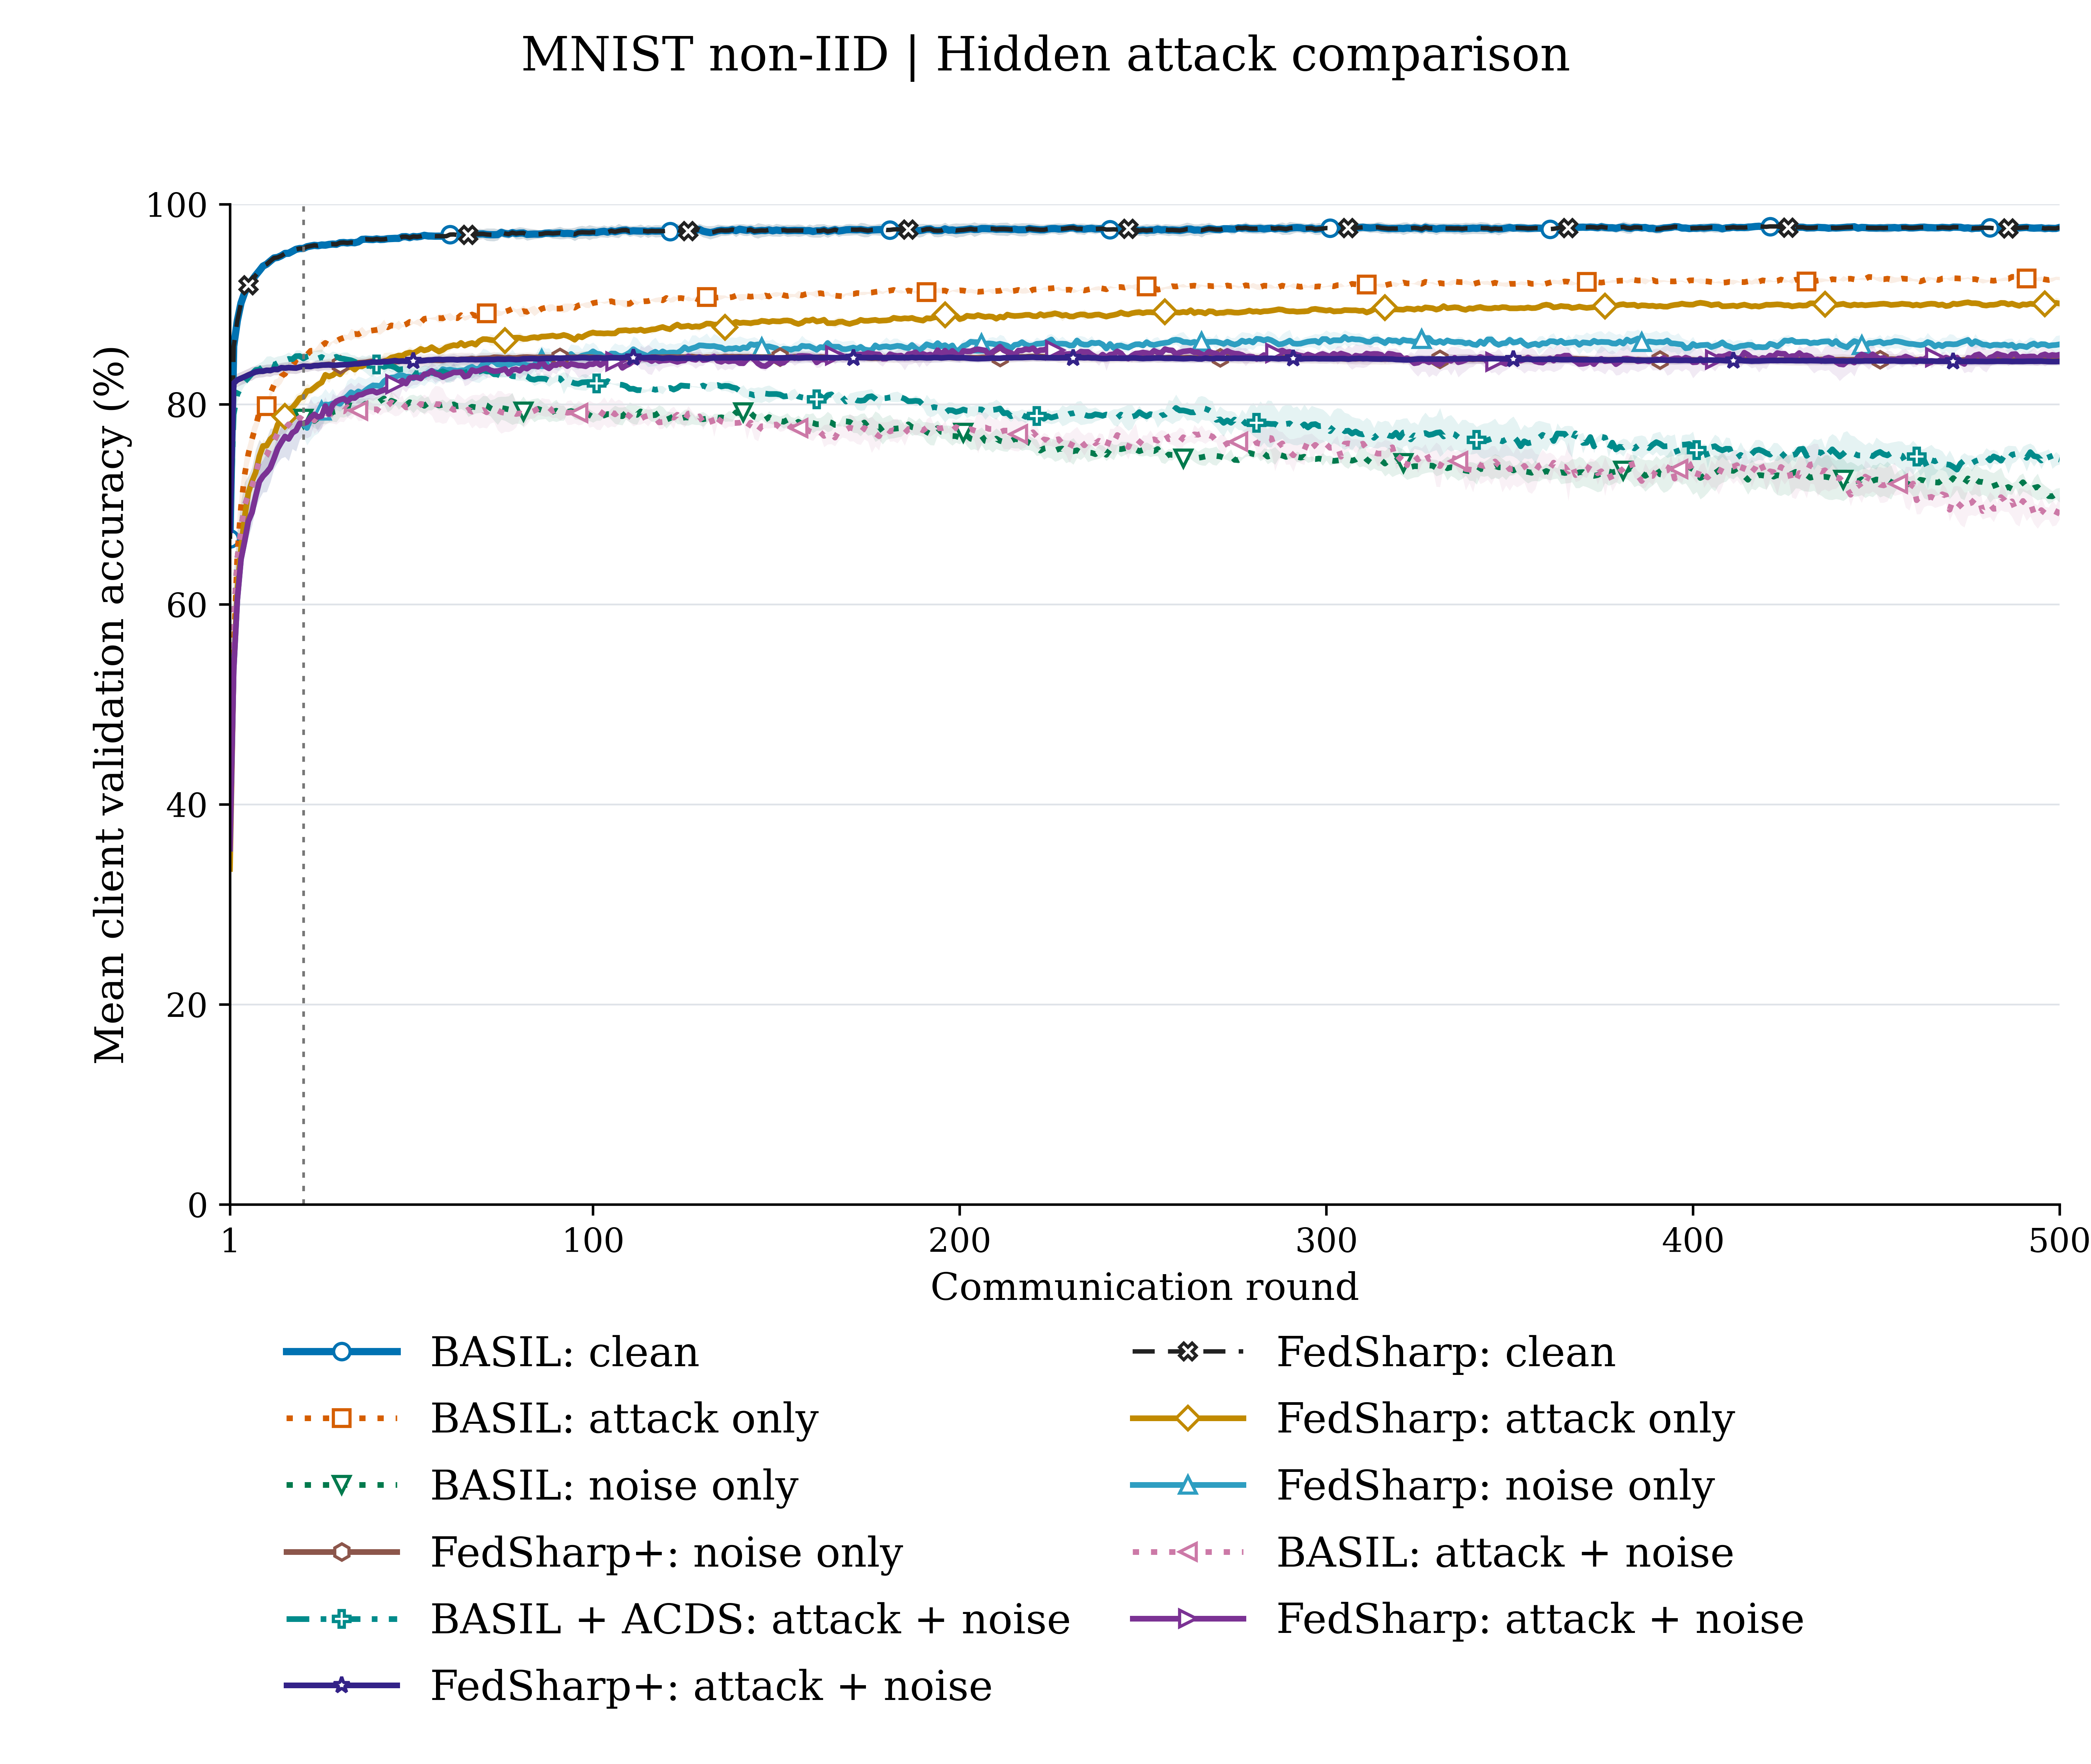 MNIST non-IID | Hidden attack comparison
Mean client validation accuracy (%)
100
80
60
40
20
0
1 100 200 300 400 500
Communication round
BASIL: clean
BASIL: attack only
BASIL: noise only
FedSharp+: noise only
BASIL + ACDS: attack + noise
FedSharp+: attack + noise
FedSharp: clean
FedSharp: attack only
FedSharp: noise only
BASIL: attack + noise
FedSharp: attack + noise